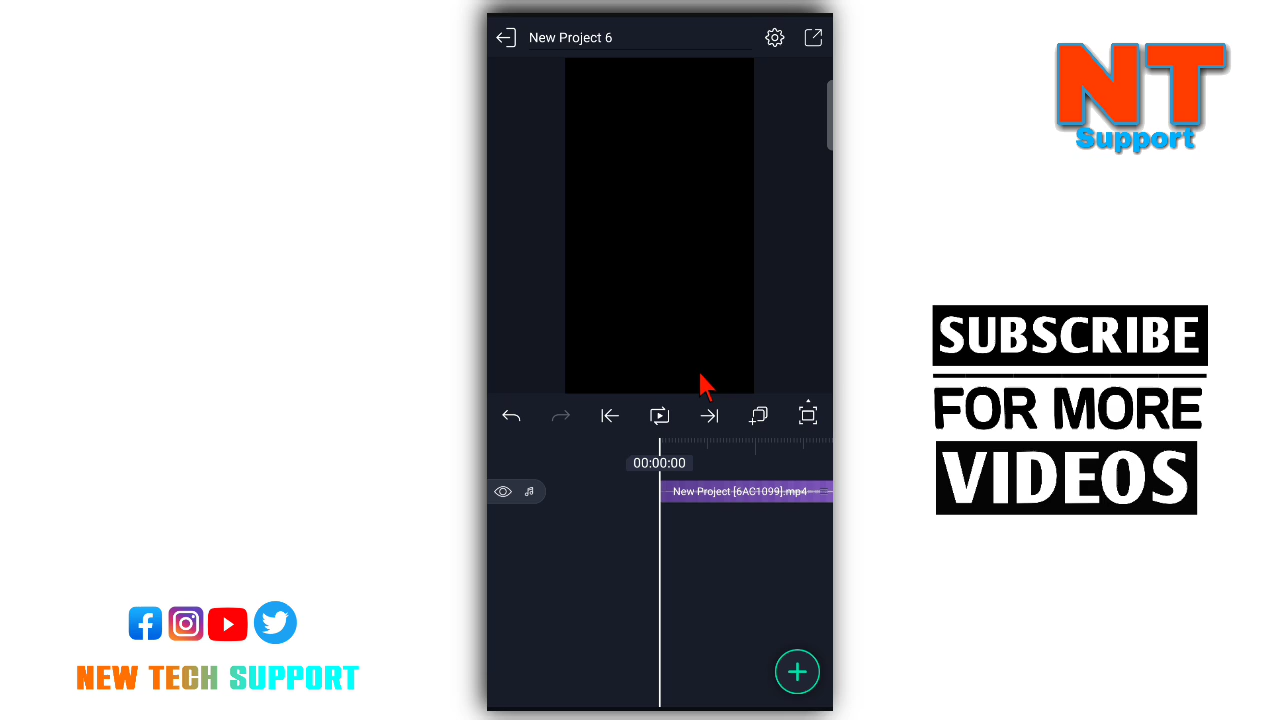 New Project 6
00:00:00
New Project [6AC1099].mp4
NT
Support
SUBSCRIBE
FOR MORE
VIDEOS
NEW TECH SUPPORT